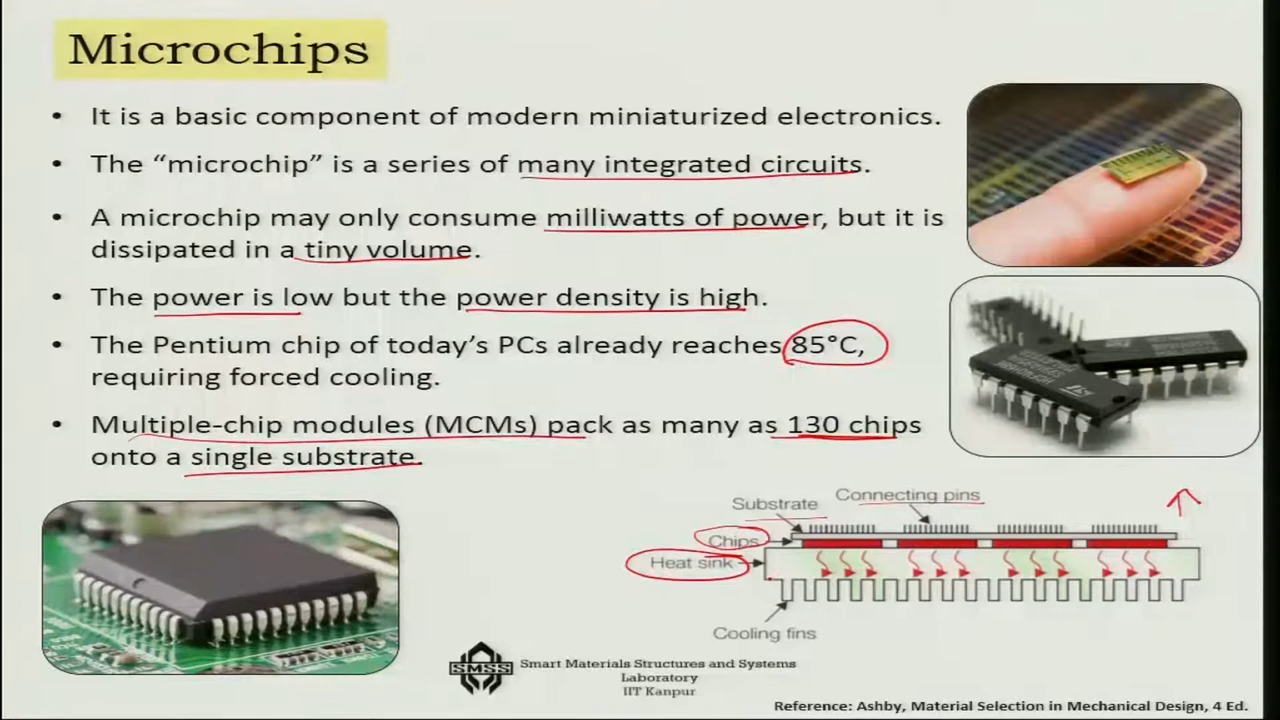 Microchips
• It is a basic component of modern miniaturized electronics.
• The “microchip” is a series of many integrated circuits.
• A microchip may only consume milliwatts of power, but it is
dissipated in a tiny volume.
• The power is low but the power density is high.
• The Pentium chip of today’s PCs already reaches 85°C,
requiring forced cooling.
• Multiple-chip modules (MCMs) pack as many as 130 chips
onto a single substrate.
Substrate
Connecting pins
Chips
Heat sink
Cooling fins
SMSS
Smart Materials Structures and Systems
Laboratory
IIT Kanpur
Reference: Ashby, Material Selection in Mechanical Design, 4 Ed.